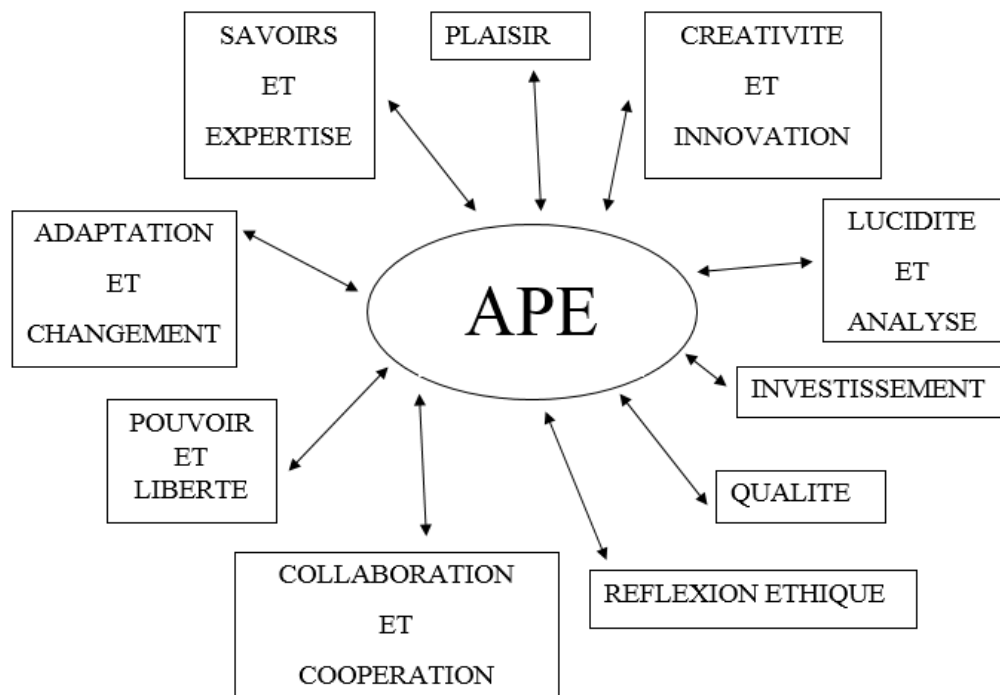 SAVOIRS
ET
EXPERTISE
PLAISIR
CREATIVITE
ET
INNOVATION
ADAPTATION
ET
CHANGEMENT
APE
LUCIDITE
ET
ANALYSE
INVESTISSEMENT
POUVOIR
ET
LIBERTE
QUALITE
COLLABORATION
ET
COOPERATION
REFLEXION ETHIQUE